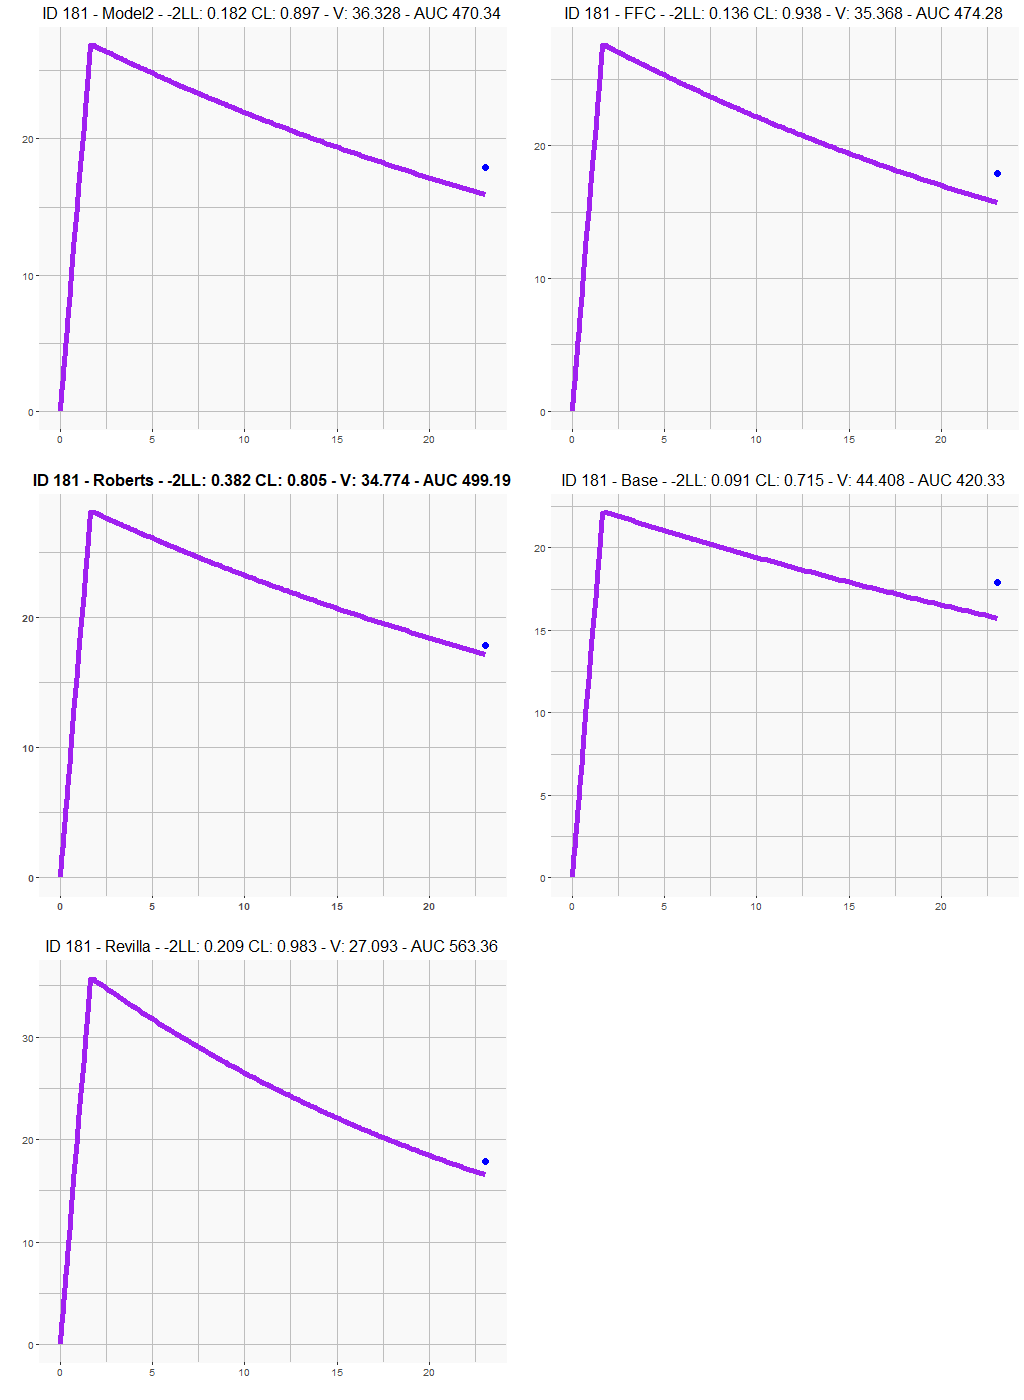 ID 181 - Model2 - -2LL: 0.182 CL: 0.897 - V: 36.328 - AUC 470.34
20
10
0
0 5 10 15 20
ID 181 - FFC - -2LL: 0.136 CL: 0.938 - V: 35.368 - AUC 474.28
20
10
0
0 5 10 15 20
ID 181 - Roberts - -2LL: 0.382 CL: 0.805 - V: 34.774 - AUC 499.19
20
10
0
0 5 10 15 20
ID 181 - Base - -2LL: 0.091 CL: 0.715 - V: 44.408 - AUC 420.33
20
15
10
5
0
0 5 10 15 20
ID 181 - Revilla - -2LL: 0.209 CL: 0.983 - V: 27.093 - AUC 563.36
30
20
10
0
0 5 10 15 20